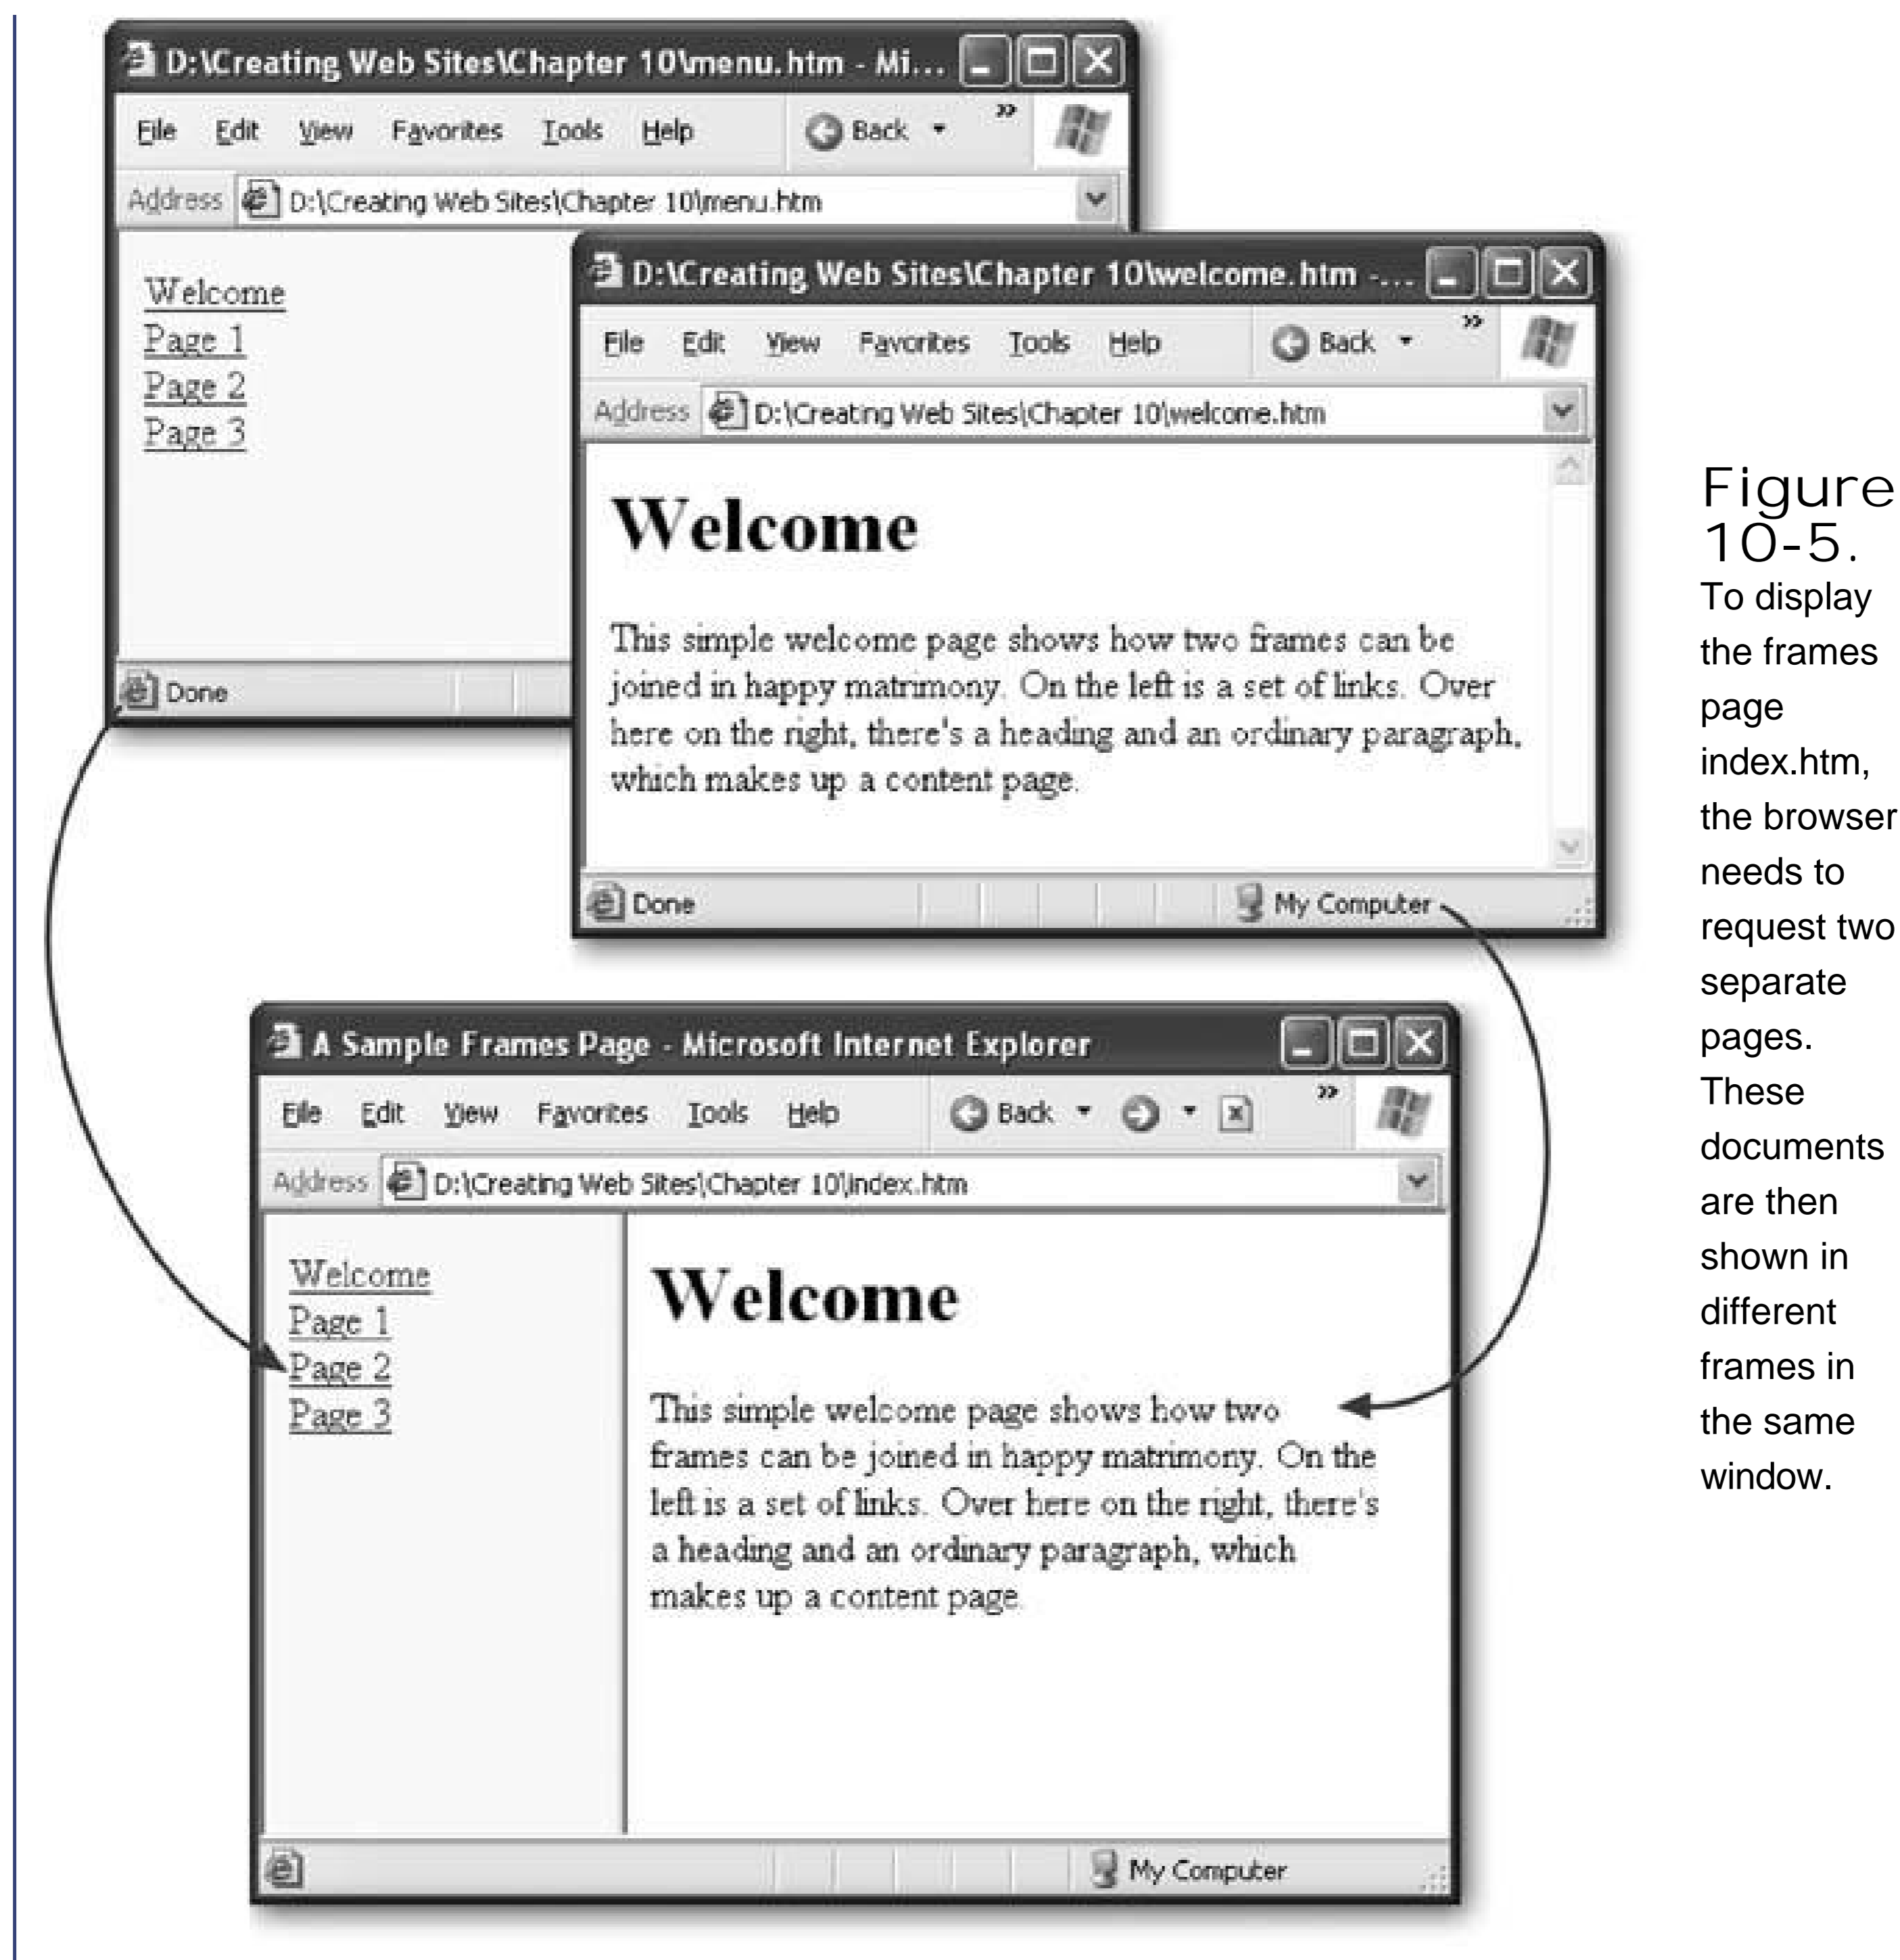 D:\Creating Web Sites\Chapter 10\menu.htm - Mi...
File Edit View Favorites Tools Help Back »
Address D:\Creating Web Sites\Chapter 10\menu.htm
Welcome
Page 1
Page 2
Page 3
Done
D:\Creating Web Sites\Chapter 10\welcome.htm -...
File Edit View Favorites Tools Help Back »
Address D:\Creating Web Sites\Chapter 10\welcome.htm
Welcome
This simple welcome page shows how two frames can be
joined in happy matrimony. On the left is a set of links. Over
here on the right, there's a heading and an ordinary paragraph,
which makes up a content page.
Done My Computer
A Sample Frames Page - Microsoft Internet Explorer
File Edit View Favorites Tools Help Back »
Address D:\Creating Web Sites\Chapter 10\index.htm
Welcome
Page 1
Page 2
Page 3
Welcome
This simple welcome page shows how two
frames can be joined in happy matrimony. On the
left is a set of links. Over here on the right, there's
a heading and an ordinary paragraph, which
makes up a content page.
My Computer
Figure
10-5.
To display
the frames
page
index.htm,
the browser
needs to
request two
separate
pages.
These
documents
are then
shown in
different
frames in
the same
window.